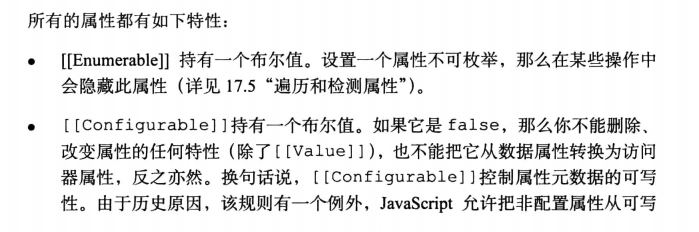 所有的属性都有如下特性：
● [[Enumerable]] 持有一个布尔值。设置一个属性不可枚举，那么在某些操作中
会隐藏此属性（详见 17.5“遍历和检测属性”）。
● [[Configurable]]持有一个布尔值。如果它是 false，那么你不能删除、
改变属性的任何特性（除了[[Value]]），也不能把它从数据属性转换为访问
器属性，反之亦然。换句话说，[[Configurable]]控制属性元数据的可写
性。由于历史原因，该规则有一个例外，JavaScript 允许把非配置属性从可写